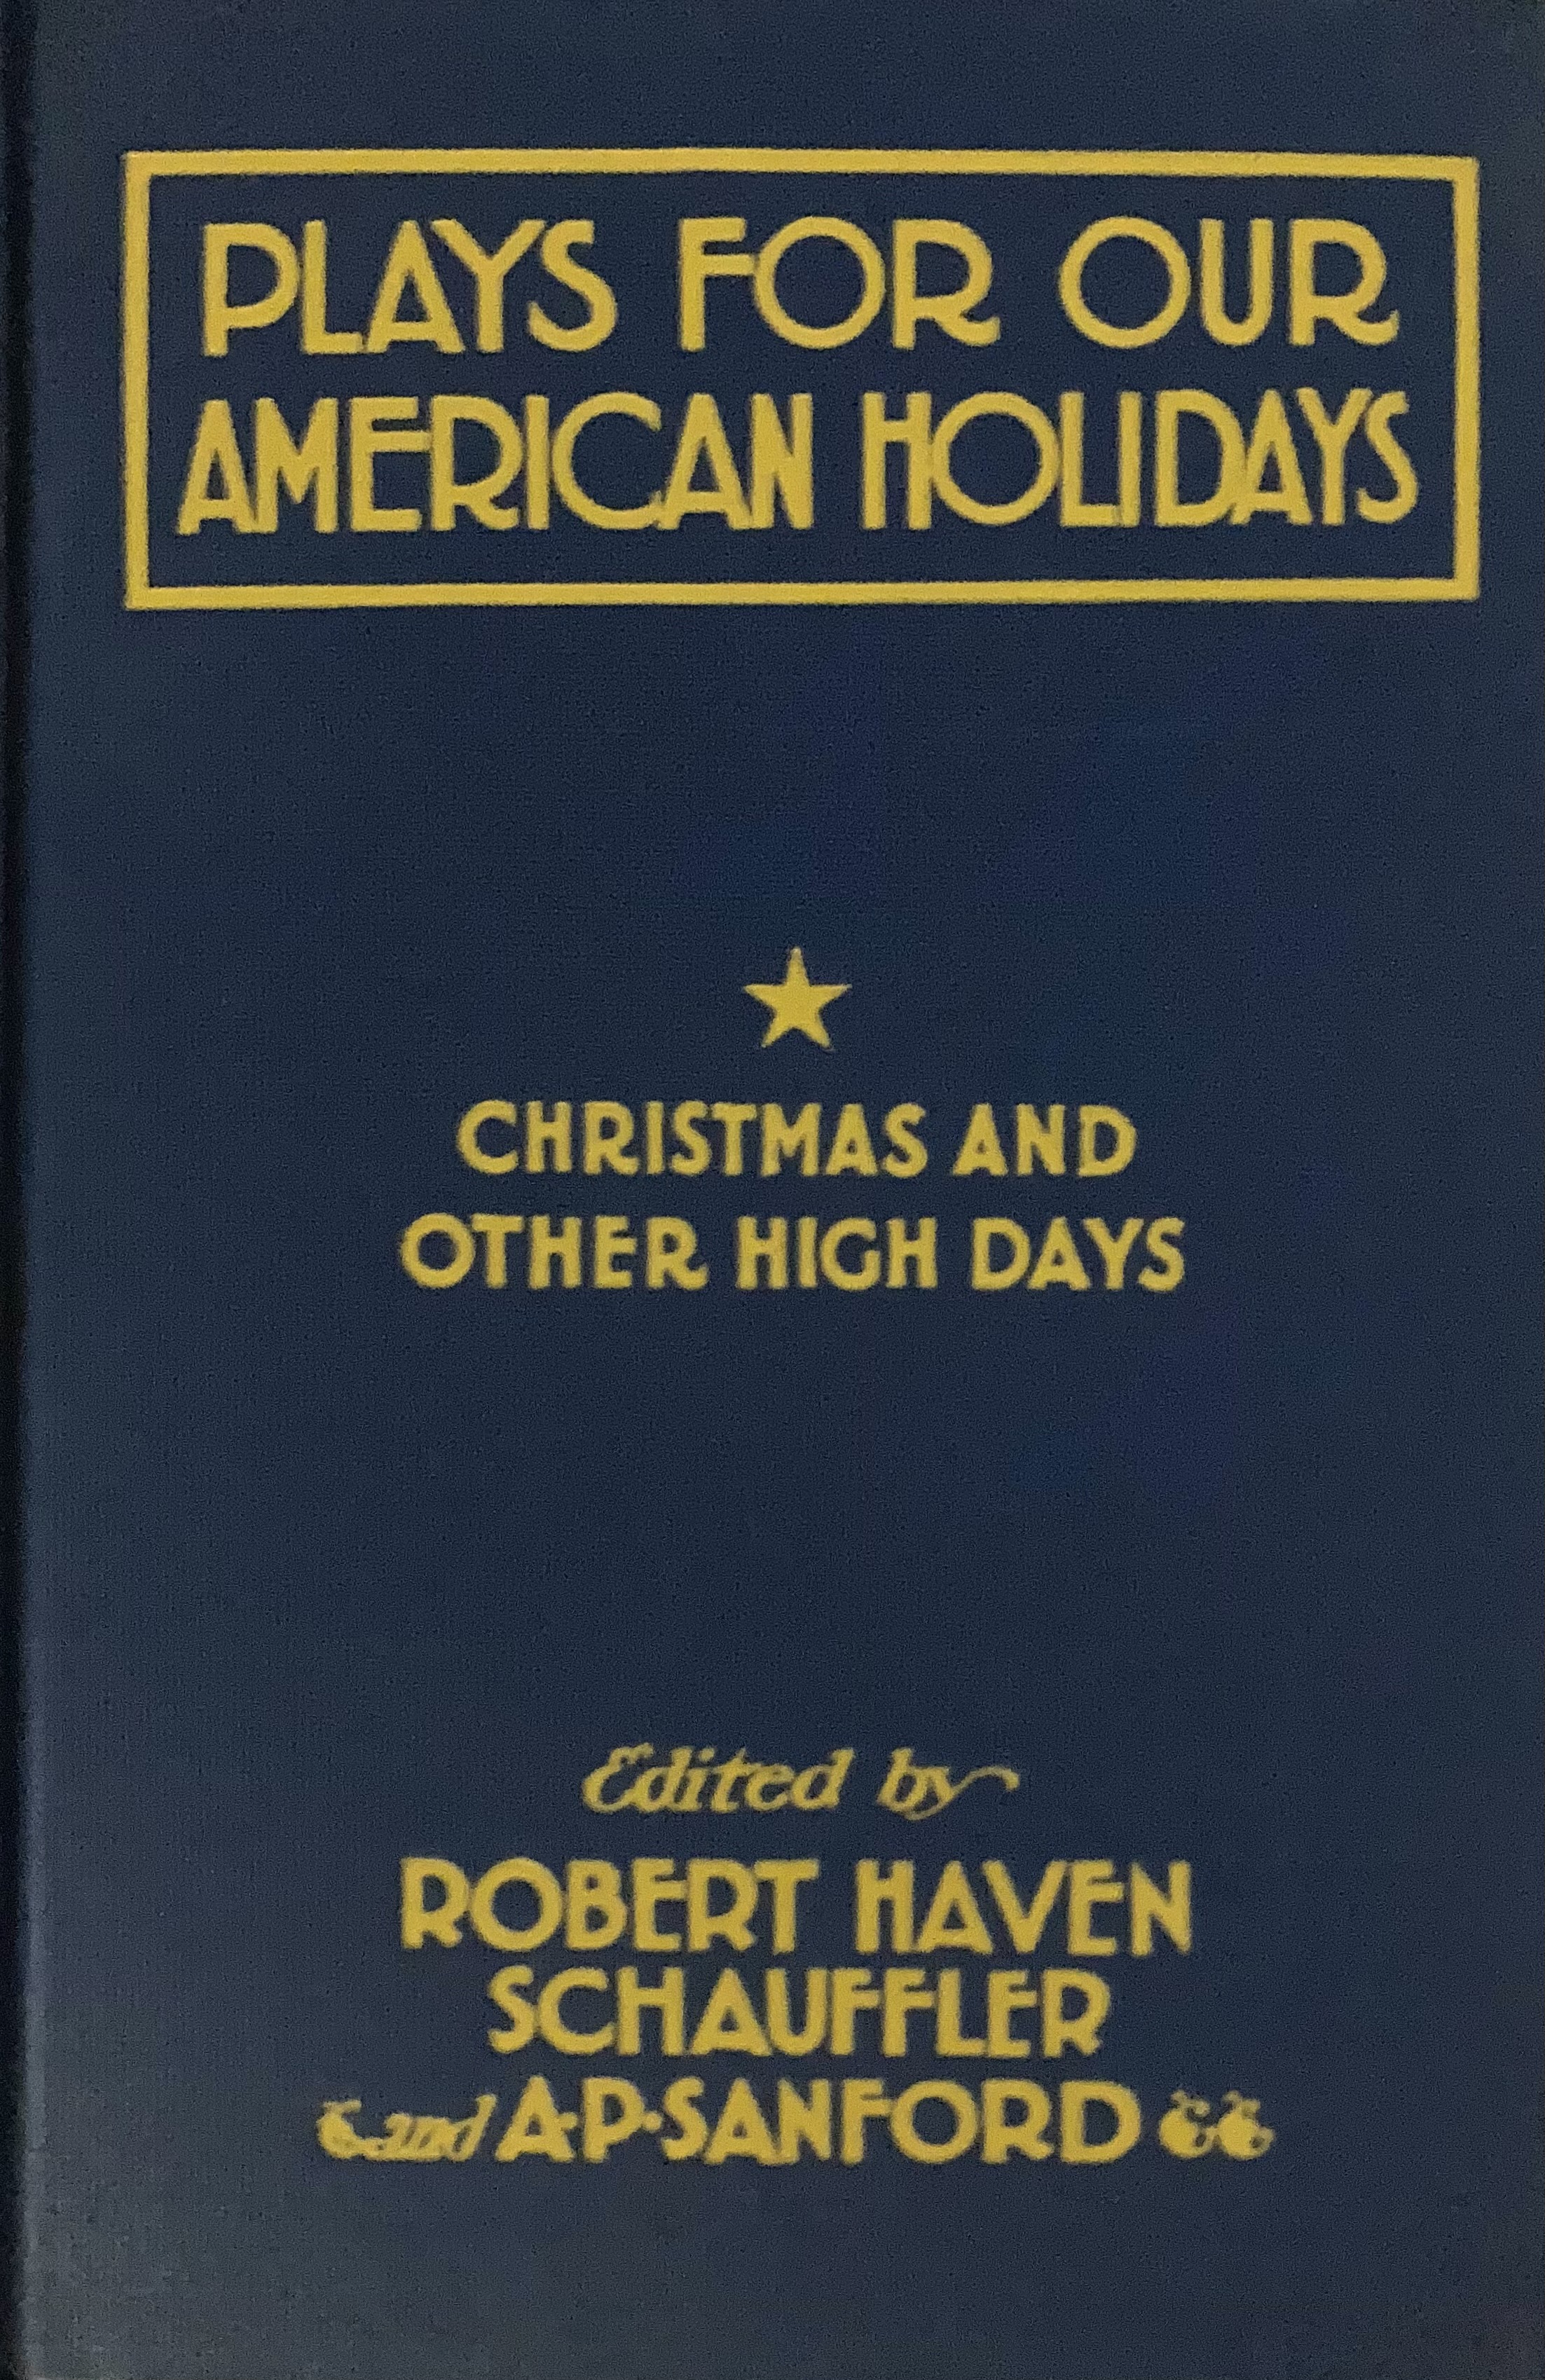 PLAYS FOR OUR
AMERICAN HOLIDAYS
CHRISTMAS AND
OTHER HIGH DAYS
Edited by
ROBERT HAVEN
SCHAUFFLER
and A·P·SANFORD